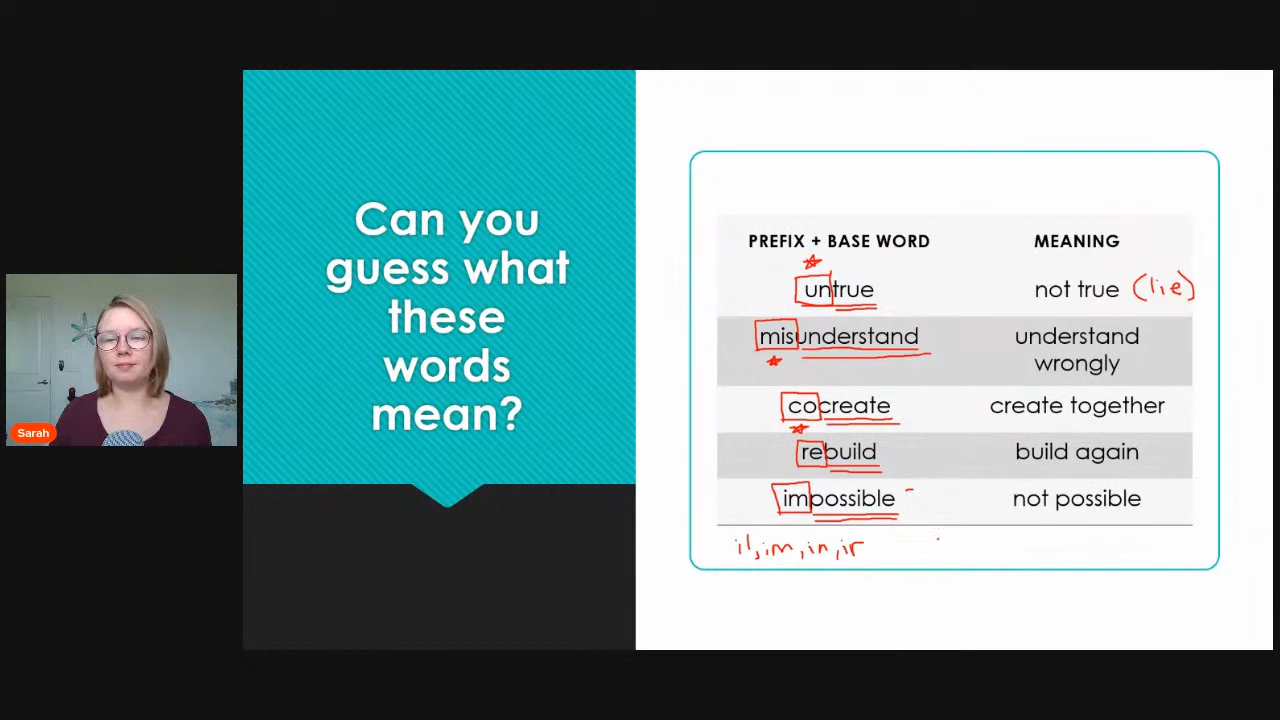 Can you
guess what
these
words
mean?
PREFIX + BASE WORD MEANING
untrue not true (lie)
misunderstand understand
wrongly
cocreate create together
rebuild build again
impossible not possible
il, im, in, ir
Sarah